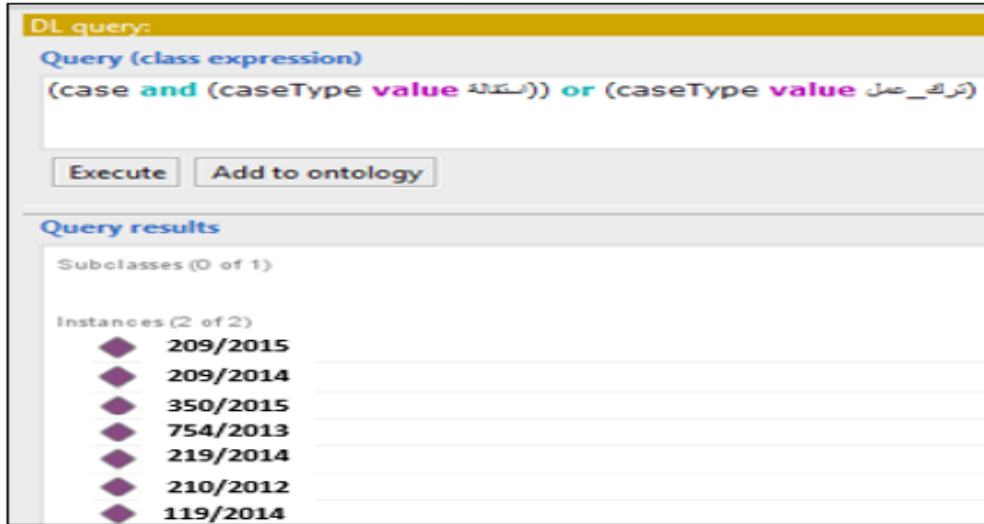 DL query:
Query (class expression)
(case and (caseType value استقالة)) or (caseType value ترك_عمل)
Execute Add to ontology
Query results
Subclasses (0 of 1)
Instances (2 of 2)
209/2015
209/2014
350/2015
754/2013
219/2014
210/2012
119/2014